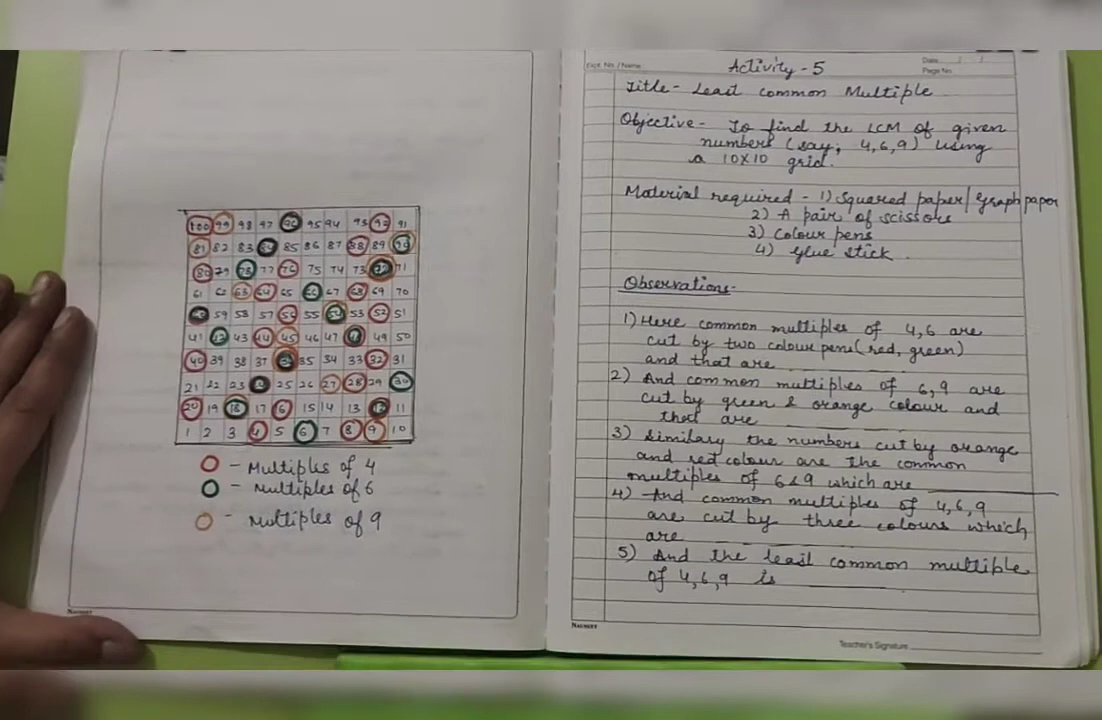 100 99 98 97 96 95 94 93 92 91
81 82 83 84 85 86 87 88 89 90
80 79 78 77 76 75 74 73 72 71
61 62 63 64 65 66 67 68 69 70
60 59 58 57 56 55 54 53 52 51
41 42 43 44 45 46 47 48 49 50
40 39 38 37 36 35 34 33 32 31
21 22 23 24 25 26 27 28 29 30
20 19 18 17 16 15 14 13 12 11
1 2 3 4 5 6 7 8 9 10
- Multiples of 4
- Multiples of 6
- Multiples of 9
NAVNEET
Expt. No. / Name
Date / /
Page No.
Activity - 5
Title - Least common Multiple
Objective - To find the LCM of given
numbers (say, 4,6,9) using
a 10X10 grid.
Material required - 1) Squared paper/Graph paper
2) A pair of scissors
3) Colour pens
4) Glue stick.
Observations -
1) Here common multiples of 4,6 are
cut by two colour pens (red, green)
and that are
2) And common multiples of 6,9 are
cut by green & orange colour and
that are
3) Similary the numbers cut by orange
and red colour are the common
multiples of 6&9 which are
4) And common multiples of 4,6,9
are cut by three colours which
are
5) And the least common multiple
of 4,6,9 is
NAVNEET
Teacher's Signature